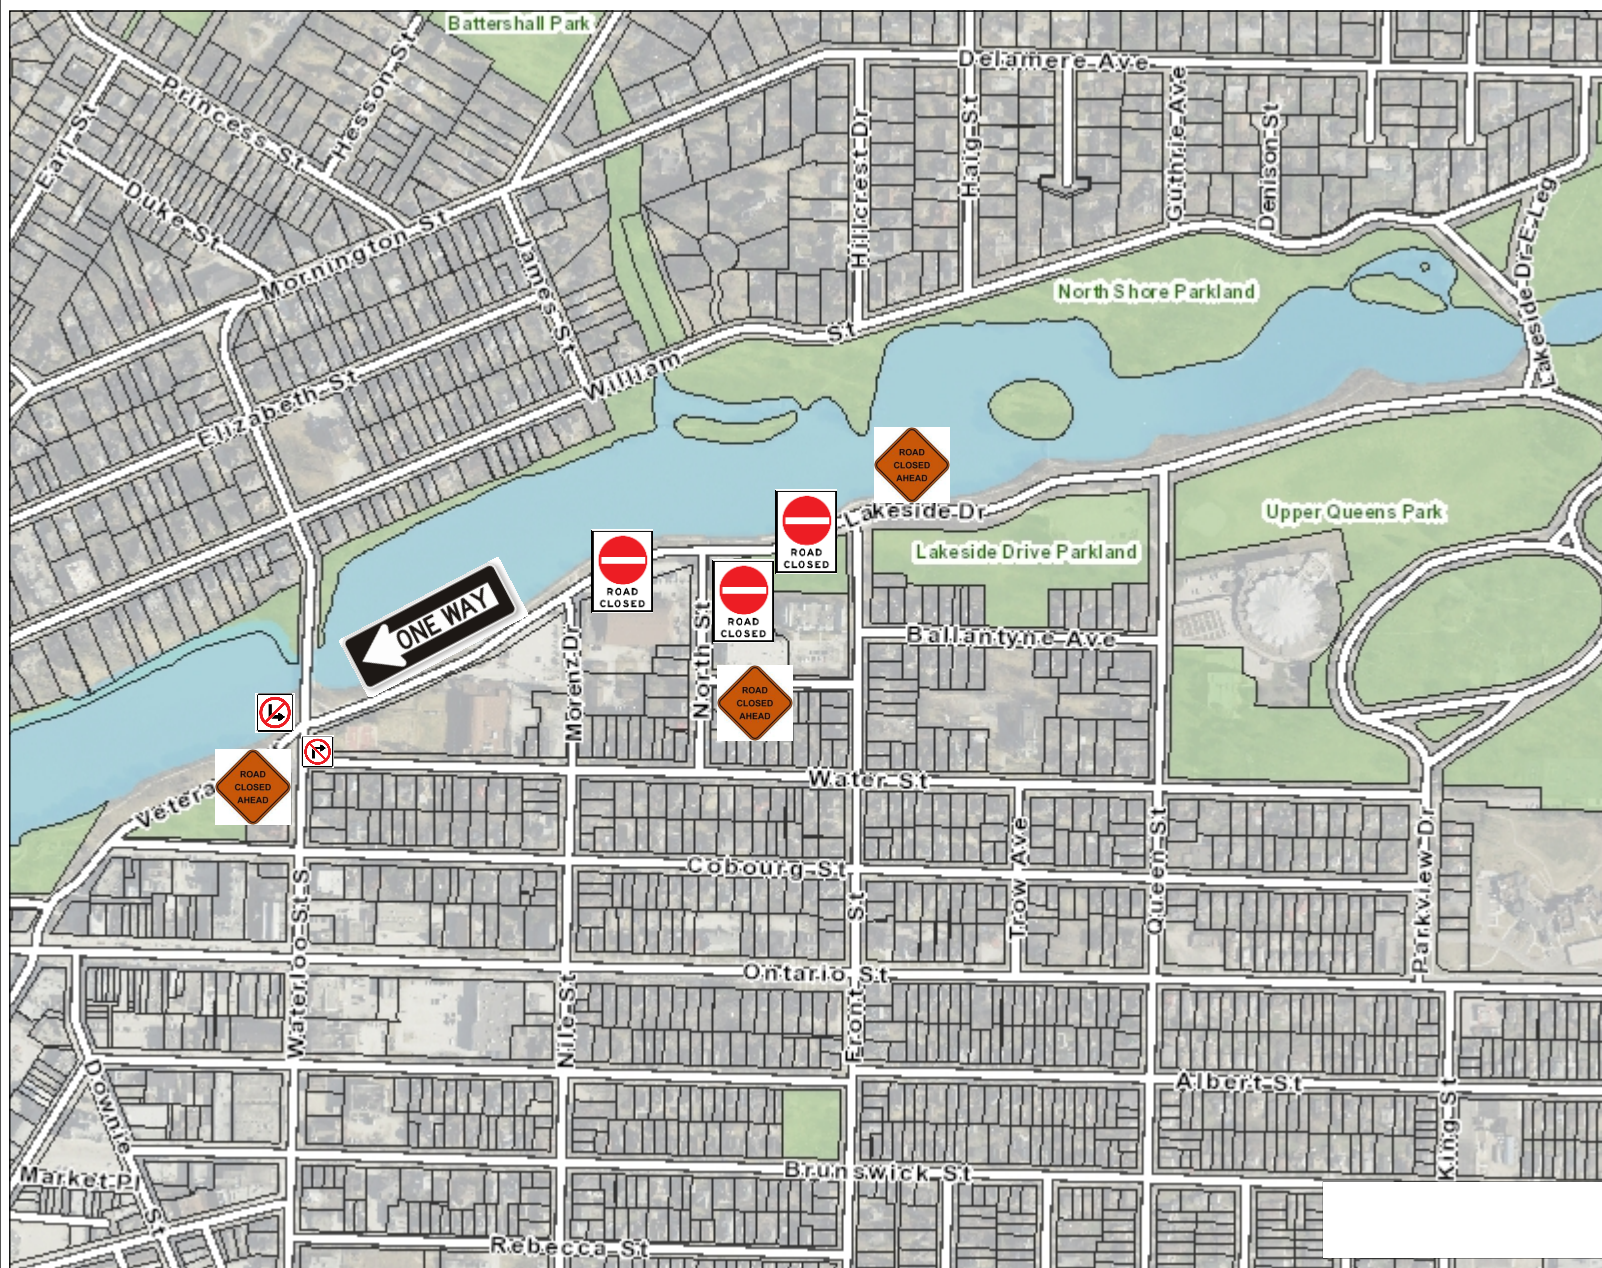 Battershall Park
Delamere Ave
Princess St
Hesson St
Earl St
Duke St
Mornington St
James St
Hillcrest Dr
Haig St
Guthrie Ave
Denison St
Lakeside Dr E Leg
North Shore Parkland
Elizabeth St
William
St
ROAD
CLOSED
AHEAD
Lakeside Dr
Upper Queens Park
Lakeside Drive Parkland
ROAD
CLOSED
ROAD
CLOSED
ROAD
CLOSED
ONE WAY
Morenz Dr
North St
Ballantyne Ave
ROAD
CLOSED
AHEAD
ROAD
CLOSED
AHEAD
Vetera
Water St
Cobourg St
Trow Ave
Queen St
Parkview Dr
Waterloo St S
Nile St
Front St
Ontario St
Albert St
King St
Downie
St
Market Pl
Brunswick St
Rebecca St